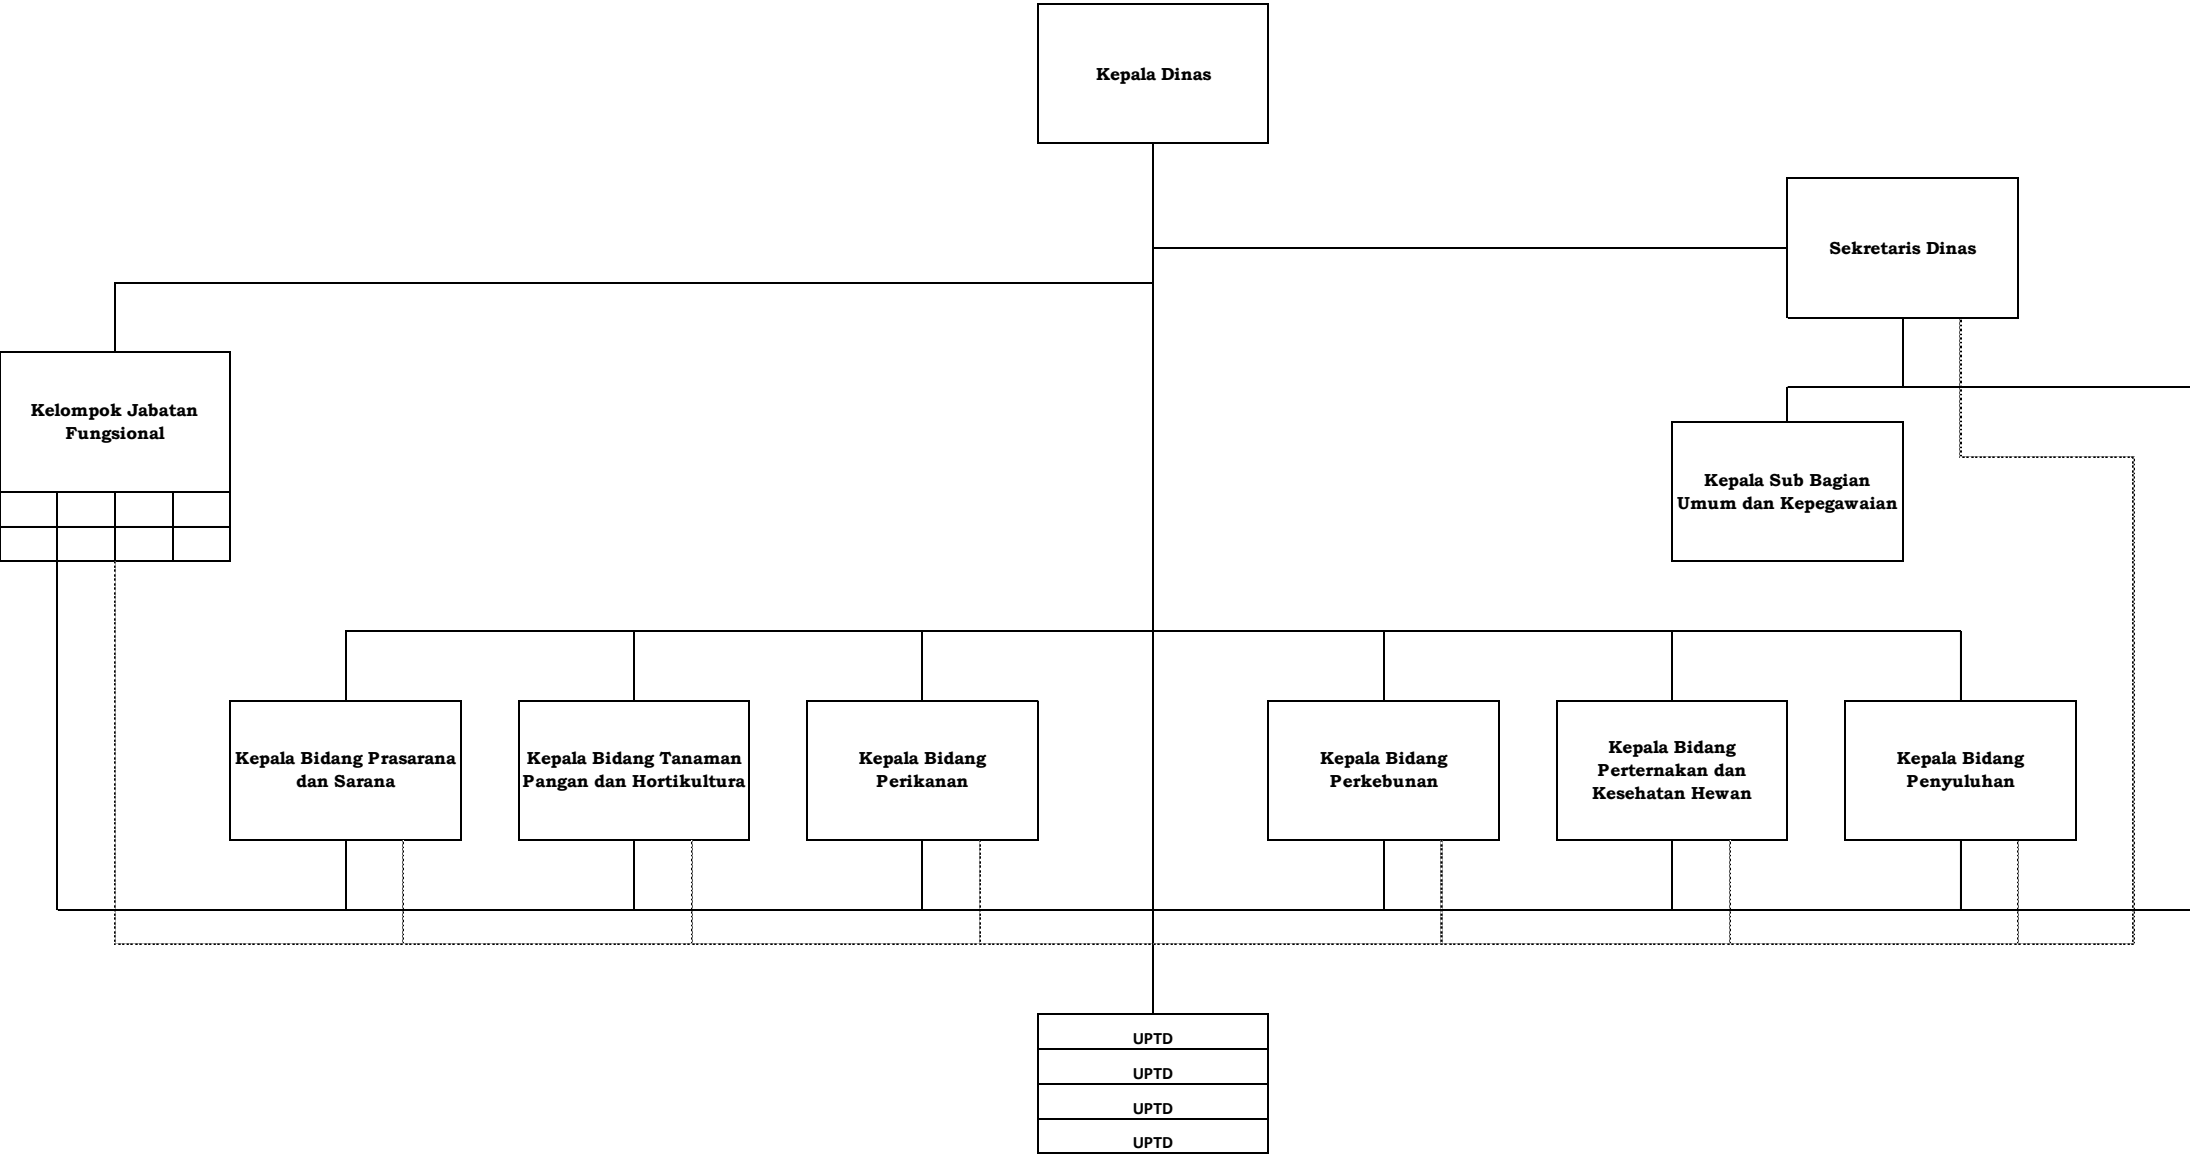 Kepala Dinas
Sekretaris Dinas
Kelompok Jabatan
Fungsional
Kepala Sub Bagian
Umum dan Kepegawaian
Kepala Bidang Prasarana
dan Sarana
Kepala Bidang Tanaman
Pangan dan Hortikultura
Kepala Bidang
Perikanan
Kepala Bidang
Perkebunan
Kepala Bidang
Perternakan dan
Kesehatan Hewan
Kepala Bidang
Penyuluhan
UPTD
UPTD
UPTD
UPTD